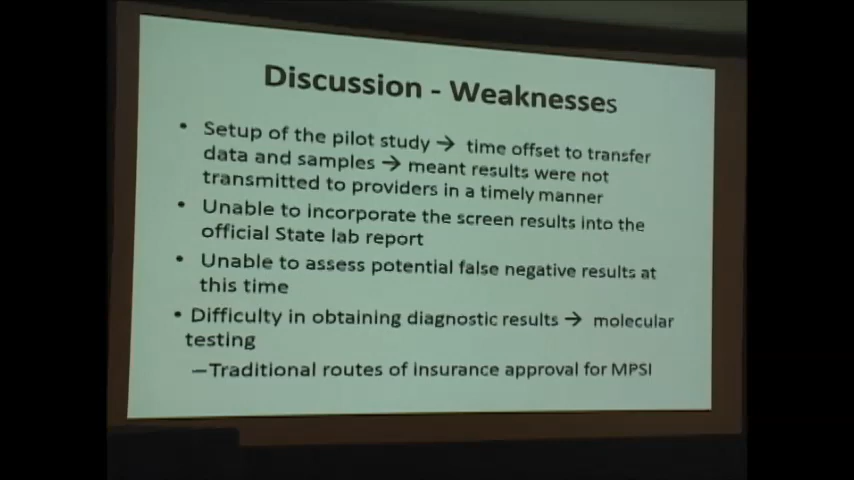 Discussion - Weaknesses
• Setup of the pilot study → time offset to transfer
data and samples → meant results were not
transmitted to providers in a timely manner
• Unable to incorporate the screen results into the
official State lab report
• Unable to assess potential false negative results at
this time
• Difficulty in obtaining diagnostic results → molecular
testing
—Traditional routes of insurance approval for MPSI